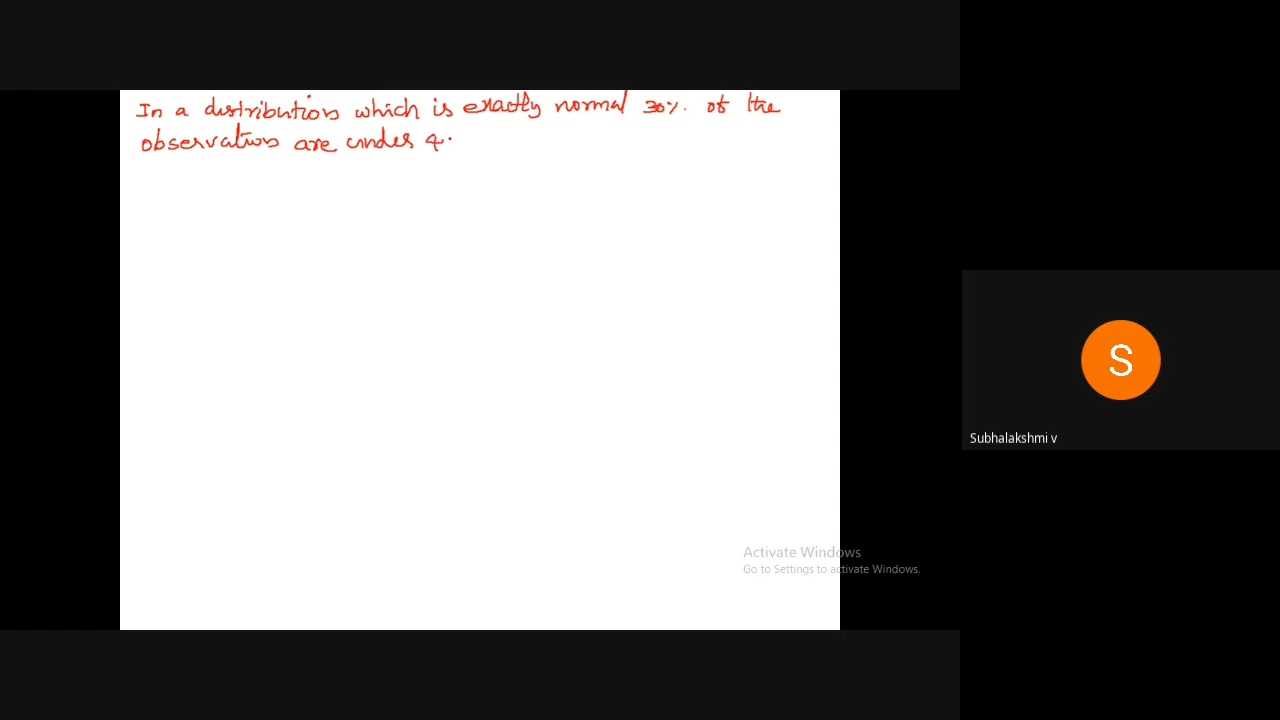 In a distribution which is exactly normal 30% of the
observation are under 4.
S
Subhalakshmi v
Activate Windows
Go to Settings to activate Windows.